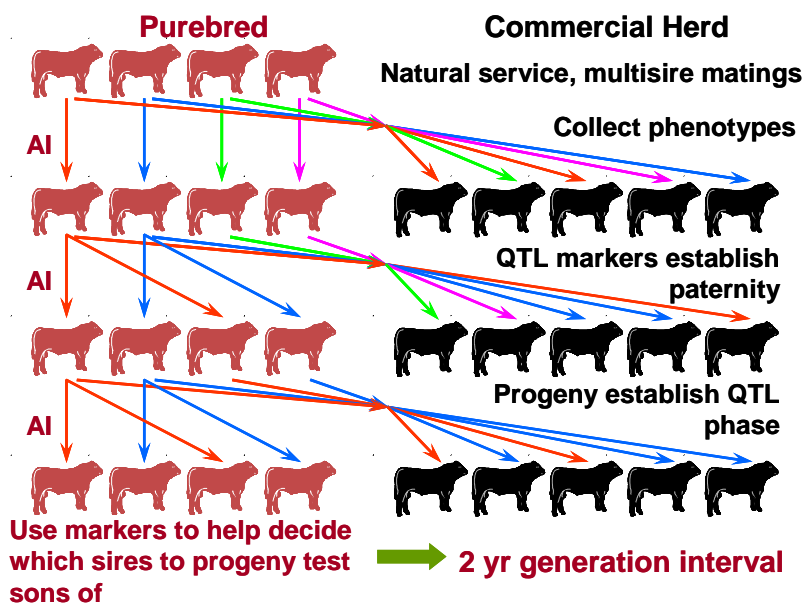 Purebred
Commercial Herd
Natural service, multisire matings
Collect phenotypes
AI
QTL markers establish
paternity
AI
Progeny establish QTL
phase
AI
Use markers to help decide
which sires to progeny test
sons of
2 yr generation interval